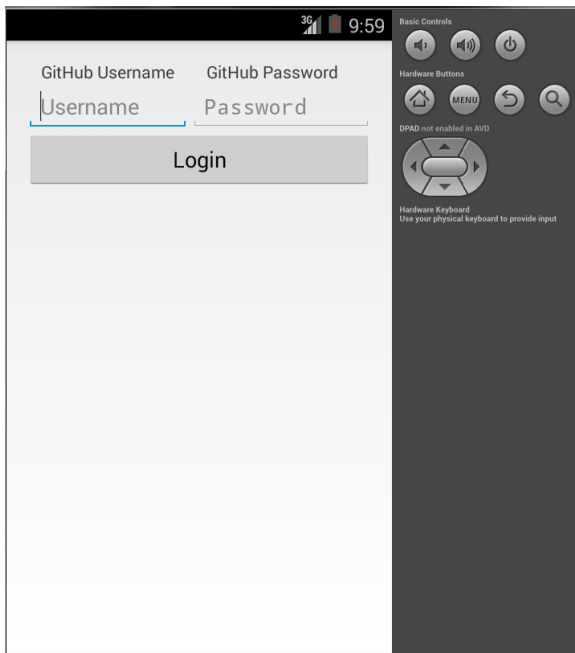 3G 9:59
GitHub Username GitHub Password
Username Password
Login
Basic Controls
Hardware Buttons
MENU
DPAD not enabled in AVD
Hardware Keyboard
Use your physical keyboard to provide input